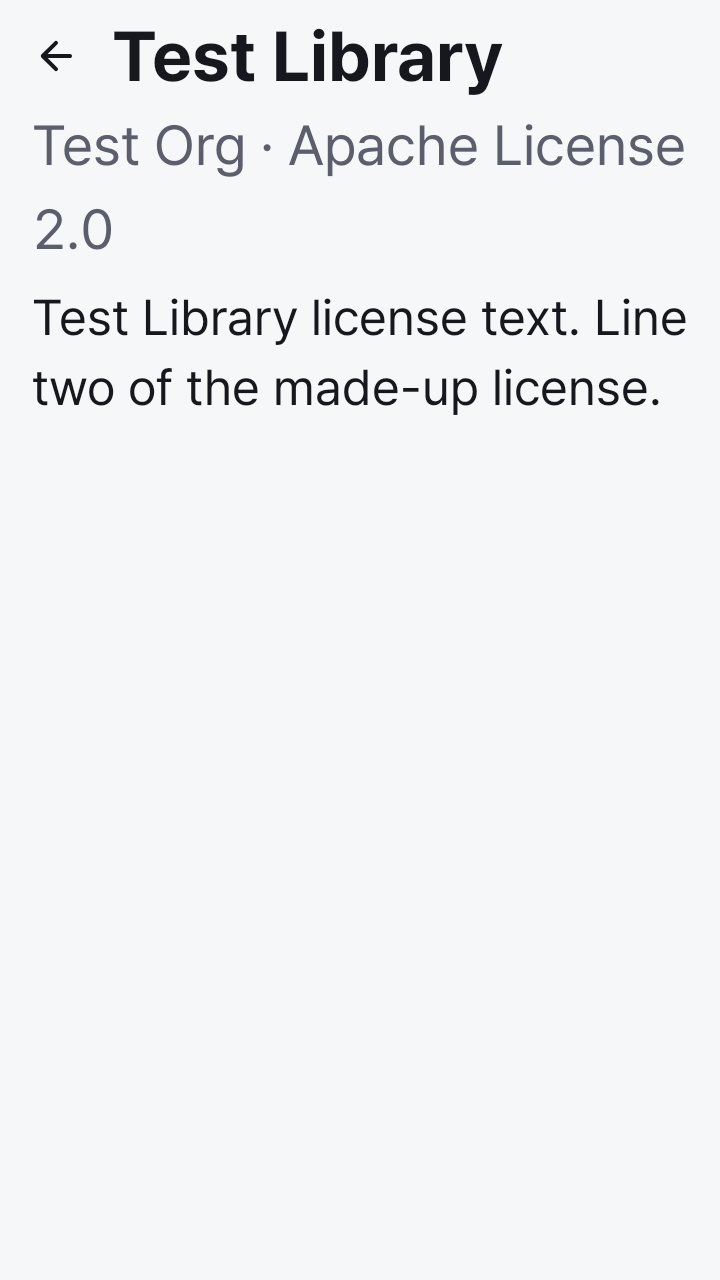 Test Library
Test Org · Apache License
2.0
Test Library license text. Line
two of the made-up license.